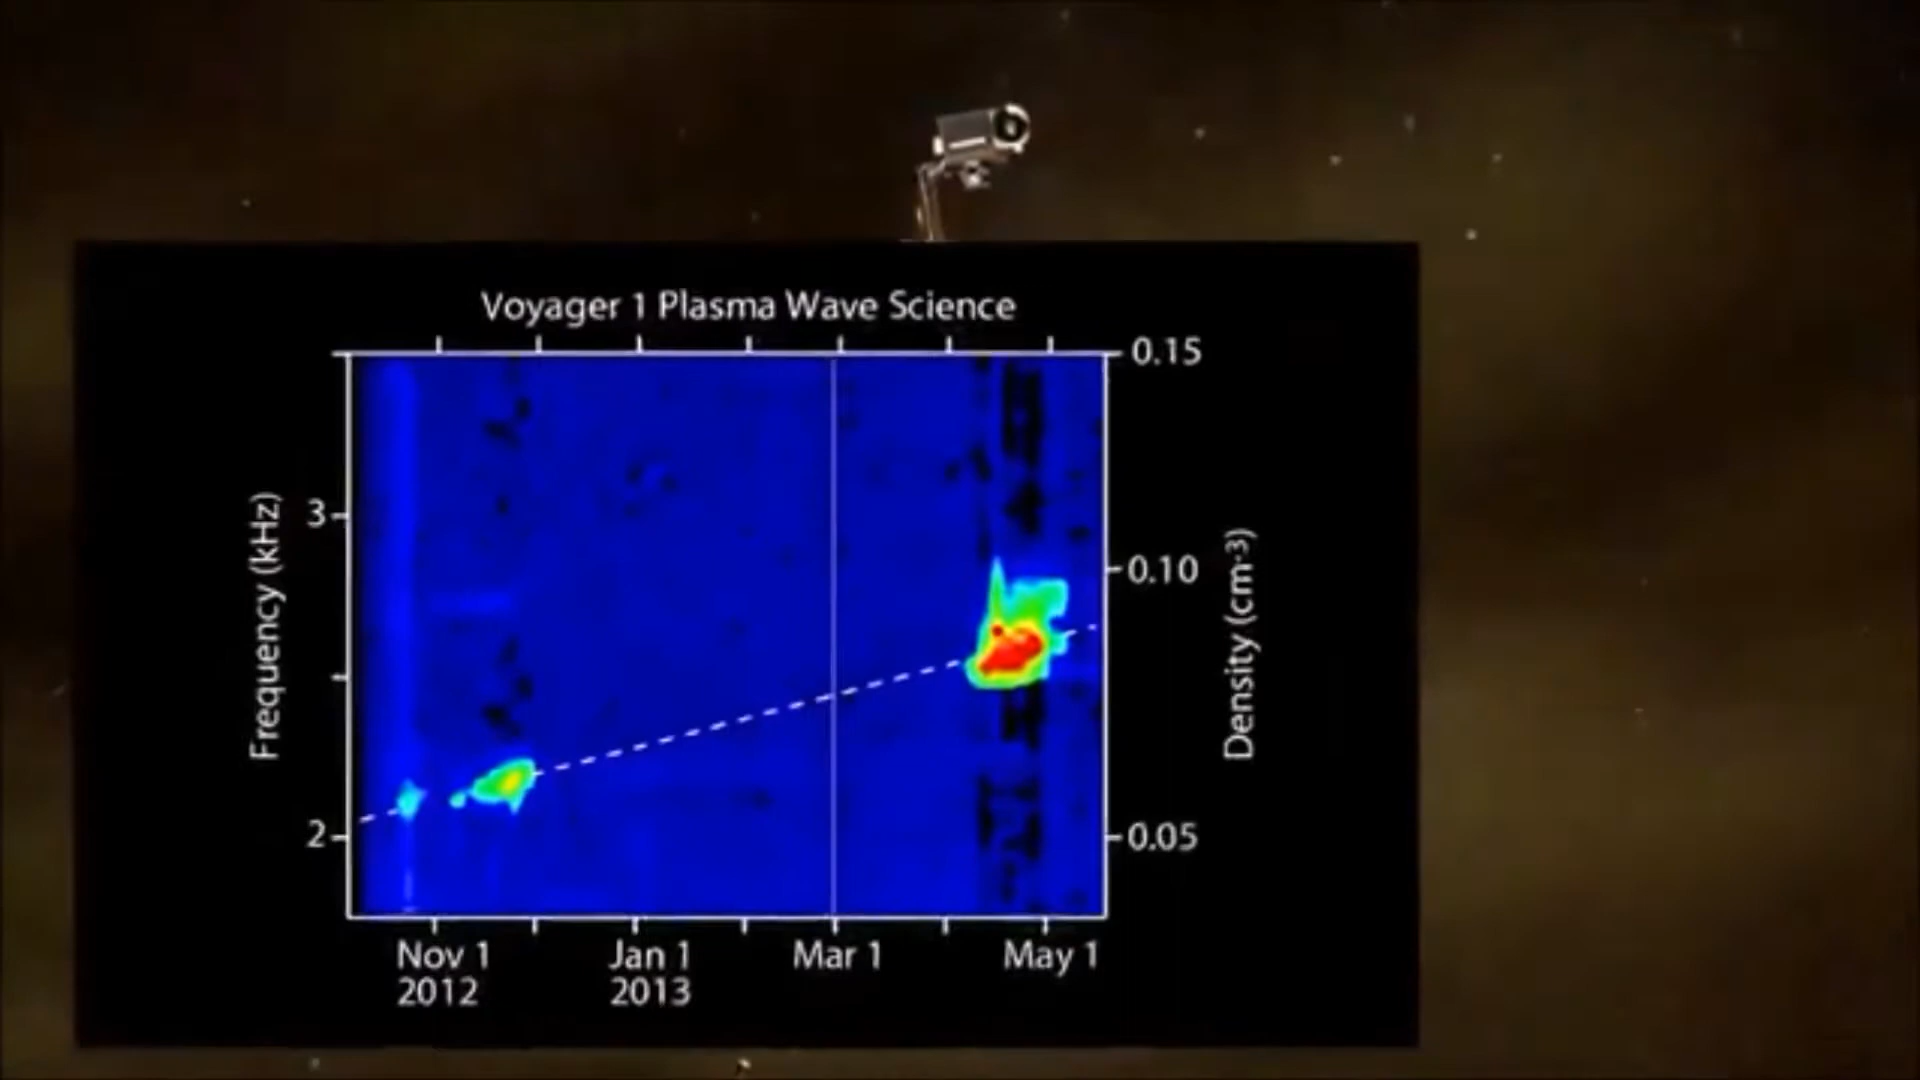 Voyager 1 Plasma Wave Science
0.15
3
0.10
Frequency (kHz)
Density (cm-3)
2
0.05
Nov 1
2012
Jan 1
2013
Mar 1
May 1